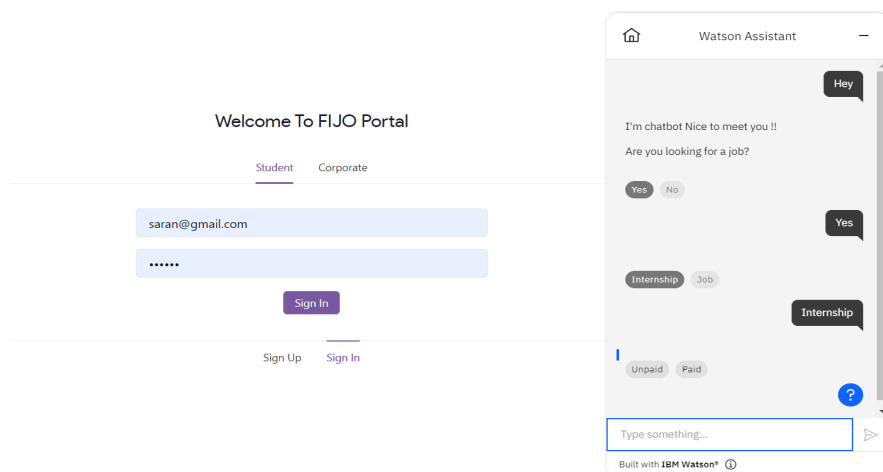 Welcome To FIJO Portal
Student Corporate
saran@gmail.com
••••••
Sign In
Sign Up Sign In
Watson Assistant
Hey
I'm chatbot Nice to meet you !!
Are you looking for a job?
Yes No
Yes
Internship Job
Internship
Unpaid Paid
?
Type something...
Built with IBM Watson®